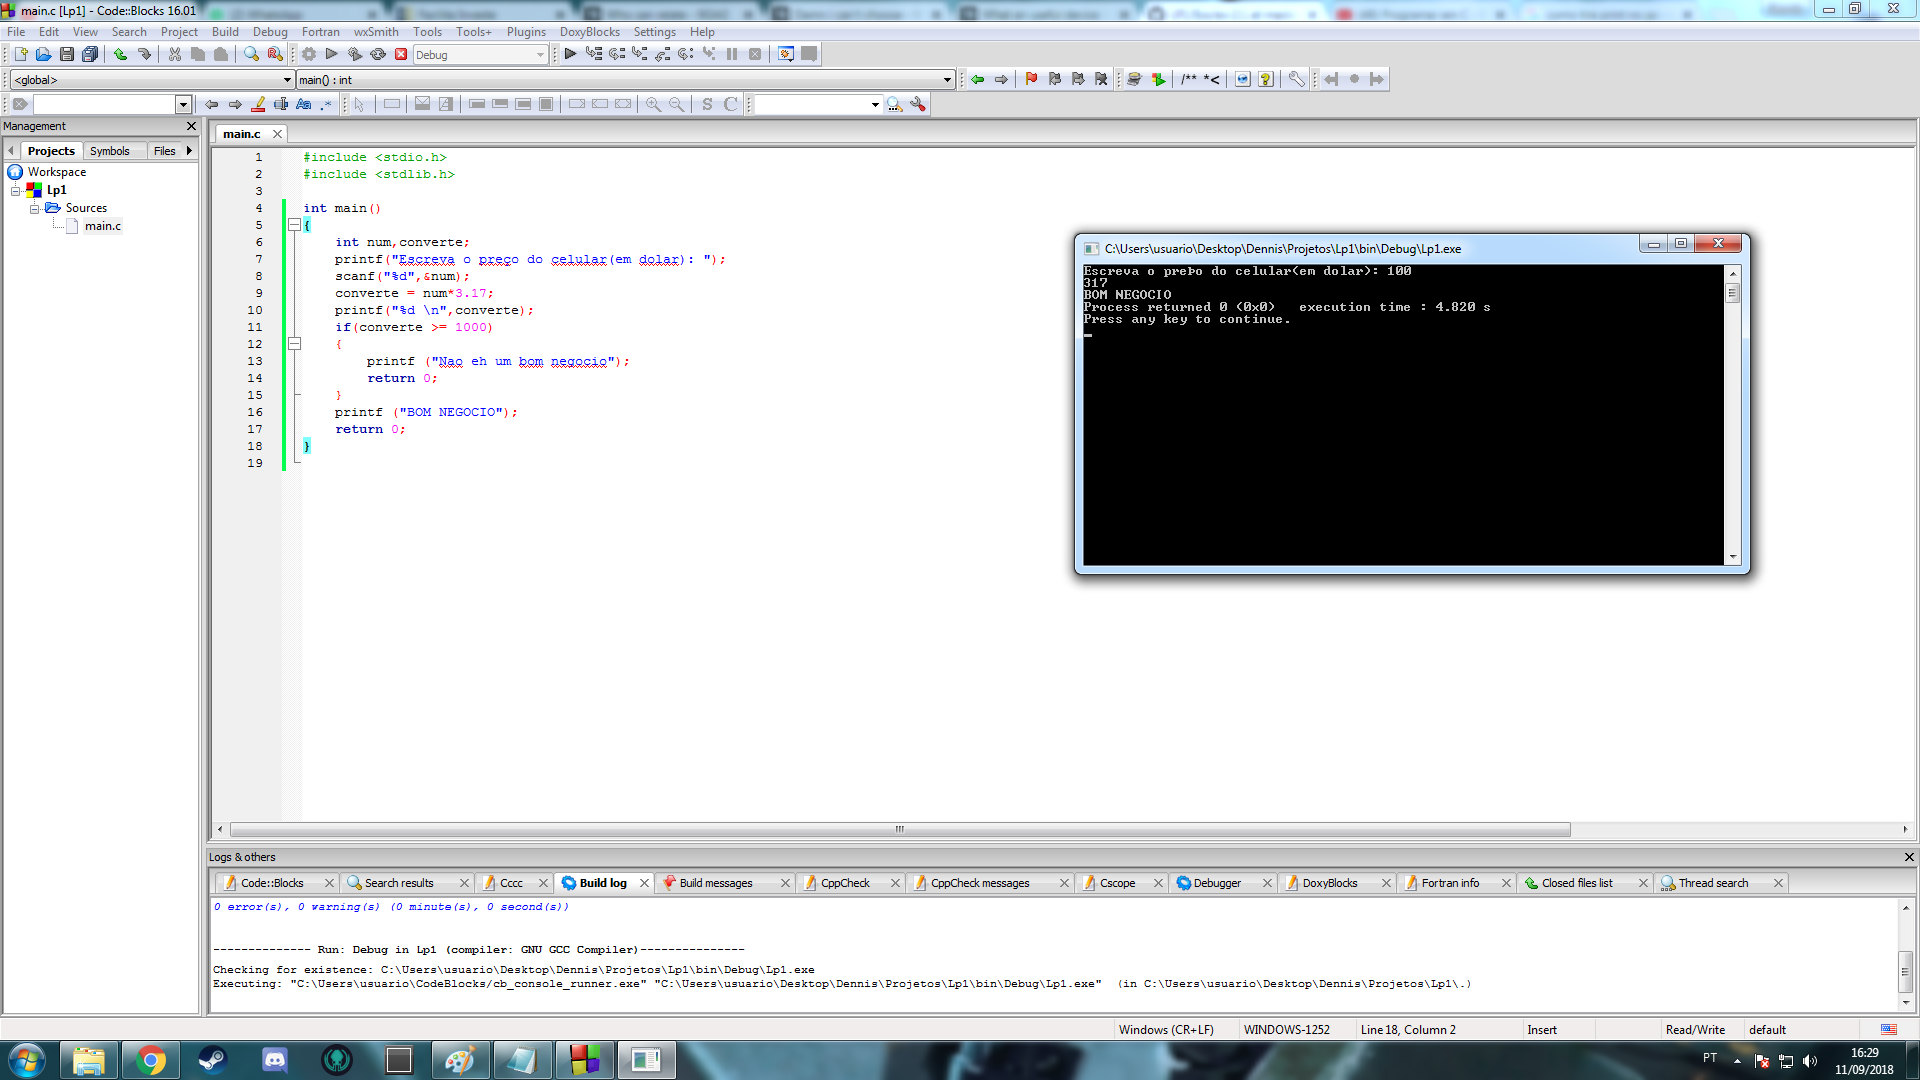 main.c [Lp1] - Code::Blocks 16.01
File Edit View Search Project Build Debug Fortran wxSmith Tools Tools+ Plugins DoxyBlocks Settings Help
Debug
<global> main() : int
/** *<
Aa .* S C
Management
Projects Symbols Files
Workspace
Lp1
Sources
main.c
main.c
1 #include <stdio.h>
2 #include <stdlib.h>
3
4 int main()
5 {
6 int num,converte;
7 printf("Escreva o preço do celular(em dolar): ");
8 scanf("%d",&num);
9 converte = num*3.17;
10 printf("%d \n",converte);
11 if(converte >= 1000)
12 {
13 printf ("Nao eh um bom negocio");
14 return 0;
15 }
16 printf ("BOM NEGOCIO");
17 return 0;
18 }
19
C:\Users\usuario\Desktop\Dennis\Projetos\Lp1\bin\Debug\Lp1.exe
Escreva o preþo do celular(em dolar): 100
317
BOM NEGOCIO
Process returned 0 (0x0) execution time : 4.820 s
Press any key to continue.
Logs & others
Code::Blocks Search results Cccc Build log Build messages CppCheck CppCheck messages Cscope Debugger DoxyBlocks Fortran info Closed files list Thread search
0 error(s), 0 warning(s) (0 minute(s), 0 second(s))
-------------- Run: Debug in Lp1 (compiler: GNU GCC Compiler)---------------
Checking for existence: C:\Users\usuario\Desktop\Dennis\Projetos\Lp1\bin\Debug\Lp1.exe
Executing: "C:\Users\usuario\CodeBlocks/cb_console_runner.exe" "C:\Users\usuario\Desktop\Dennis\Projetos\Lp1\bin\Debug\Lp1.exe" (in C:\Users\usuario\Desktop\Dennis\Projetos\Lp1\.)
Windows (CR+LF) WINDOWS-1252 Line 18, Column 2 Insert Read/Write default
PT
16:29
11/09/2018